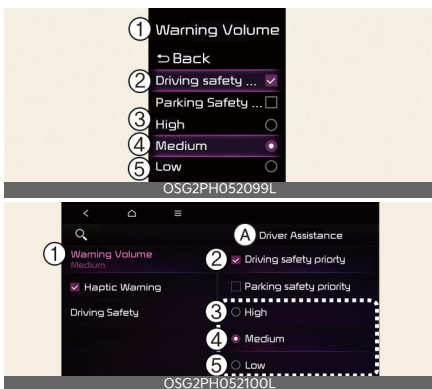 ① Warning Volume
Back
② Driving safety ...
Parking Safety ...
③ High
④ Medium
⑤ Low
OSG2PH052099L
Ⓐ Driver Assistance
① Warning Volume
Medium
② Driving safety priorty
Haptic Warning
Parking safety priority
Driving Safety
③ High
④ Medium
⑤ Low
OSG2PH052100L